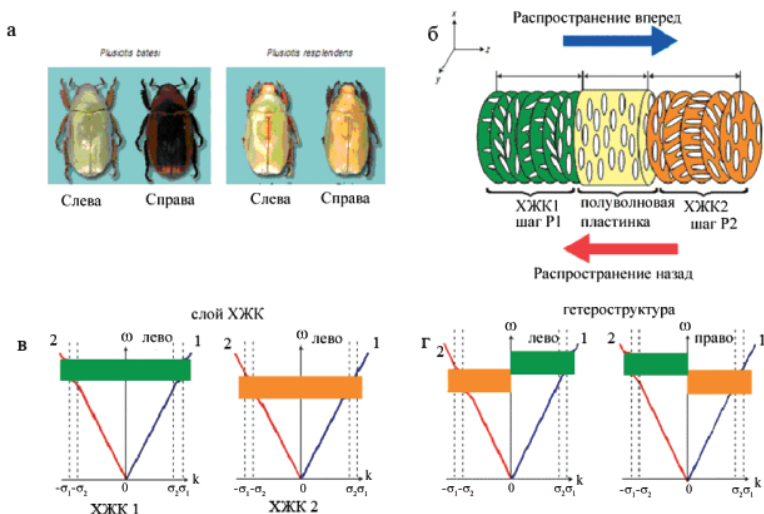 а
Plusiotis batesi
Plusiotis resplendens
Слева
Справа
Слева
Справа
б
Распространение вперед
x
y
z
ХЖК1
шаг P1
полуволновая
пластинка
ХЖК2
шаг P2
Распространение назад
слой ХЖК
в
2
ω
лево
1
-σ₁-σ₂
0
σ₂σ₁
k
ХЖК 1
2
ω
лево
1
-σ₁-σ₂
0
σ₂σ₁
k
ХЖК 2
гетероструктура
г
2
ω
лево
1
-σ₁-σ₂
0
σ₂σ₁
k
2
ω
право
1
-σ₁-σ₂
0
σ₂σ₁
k